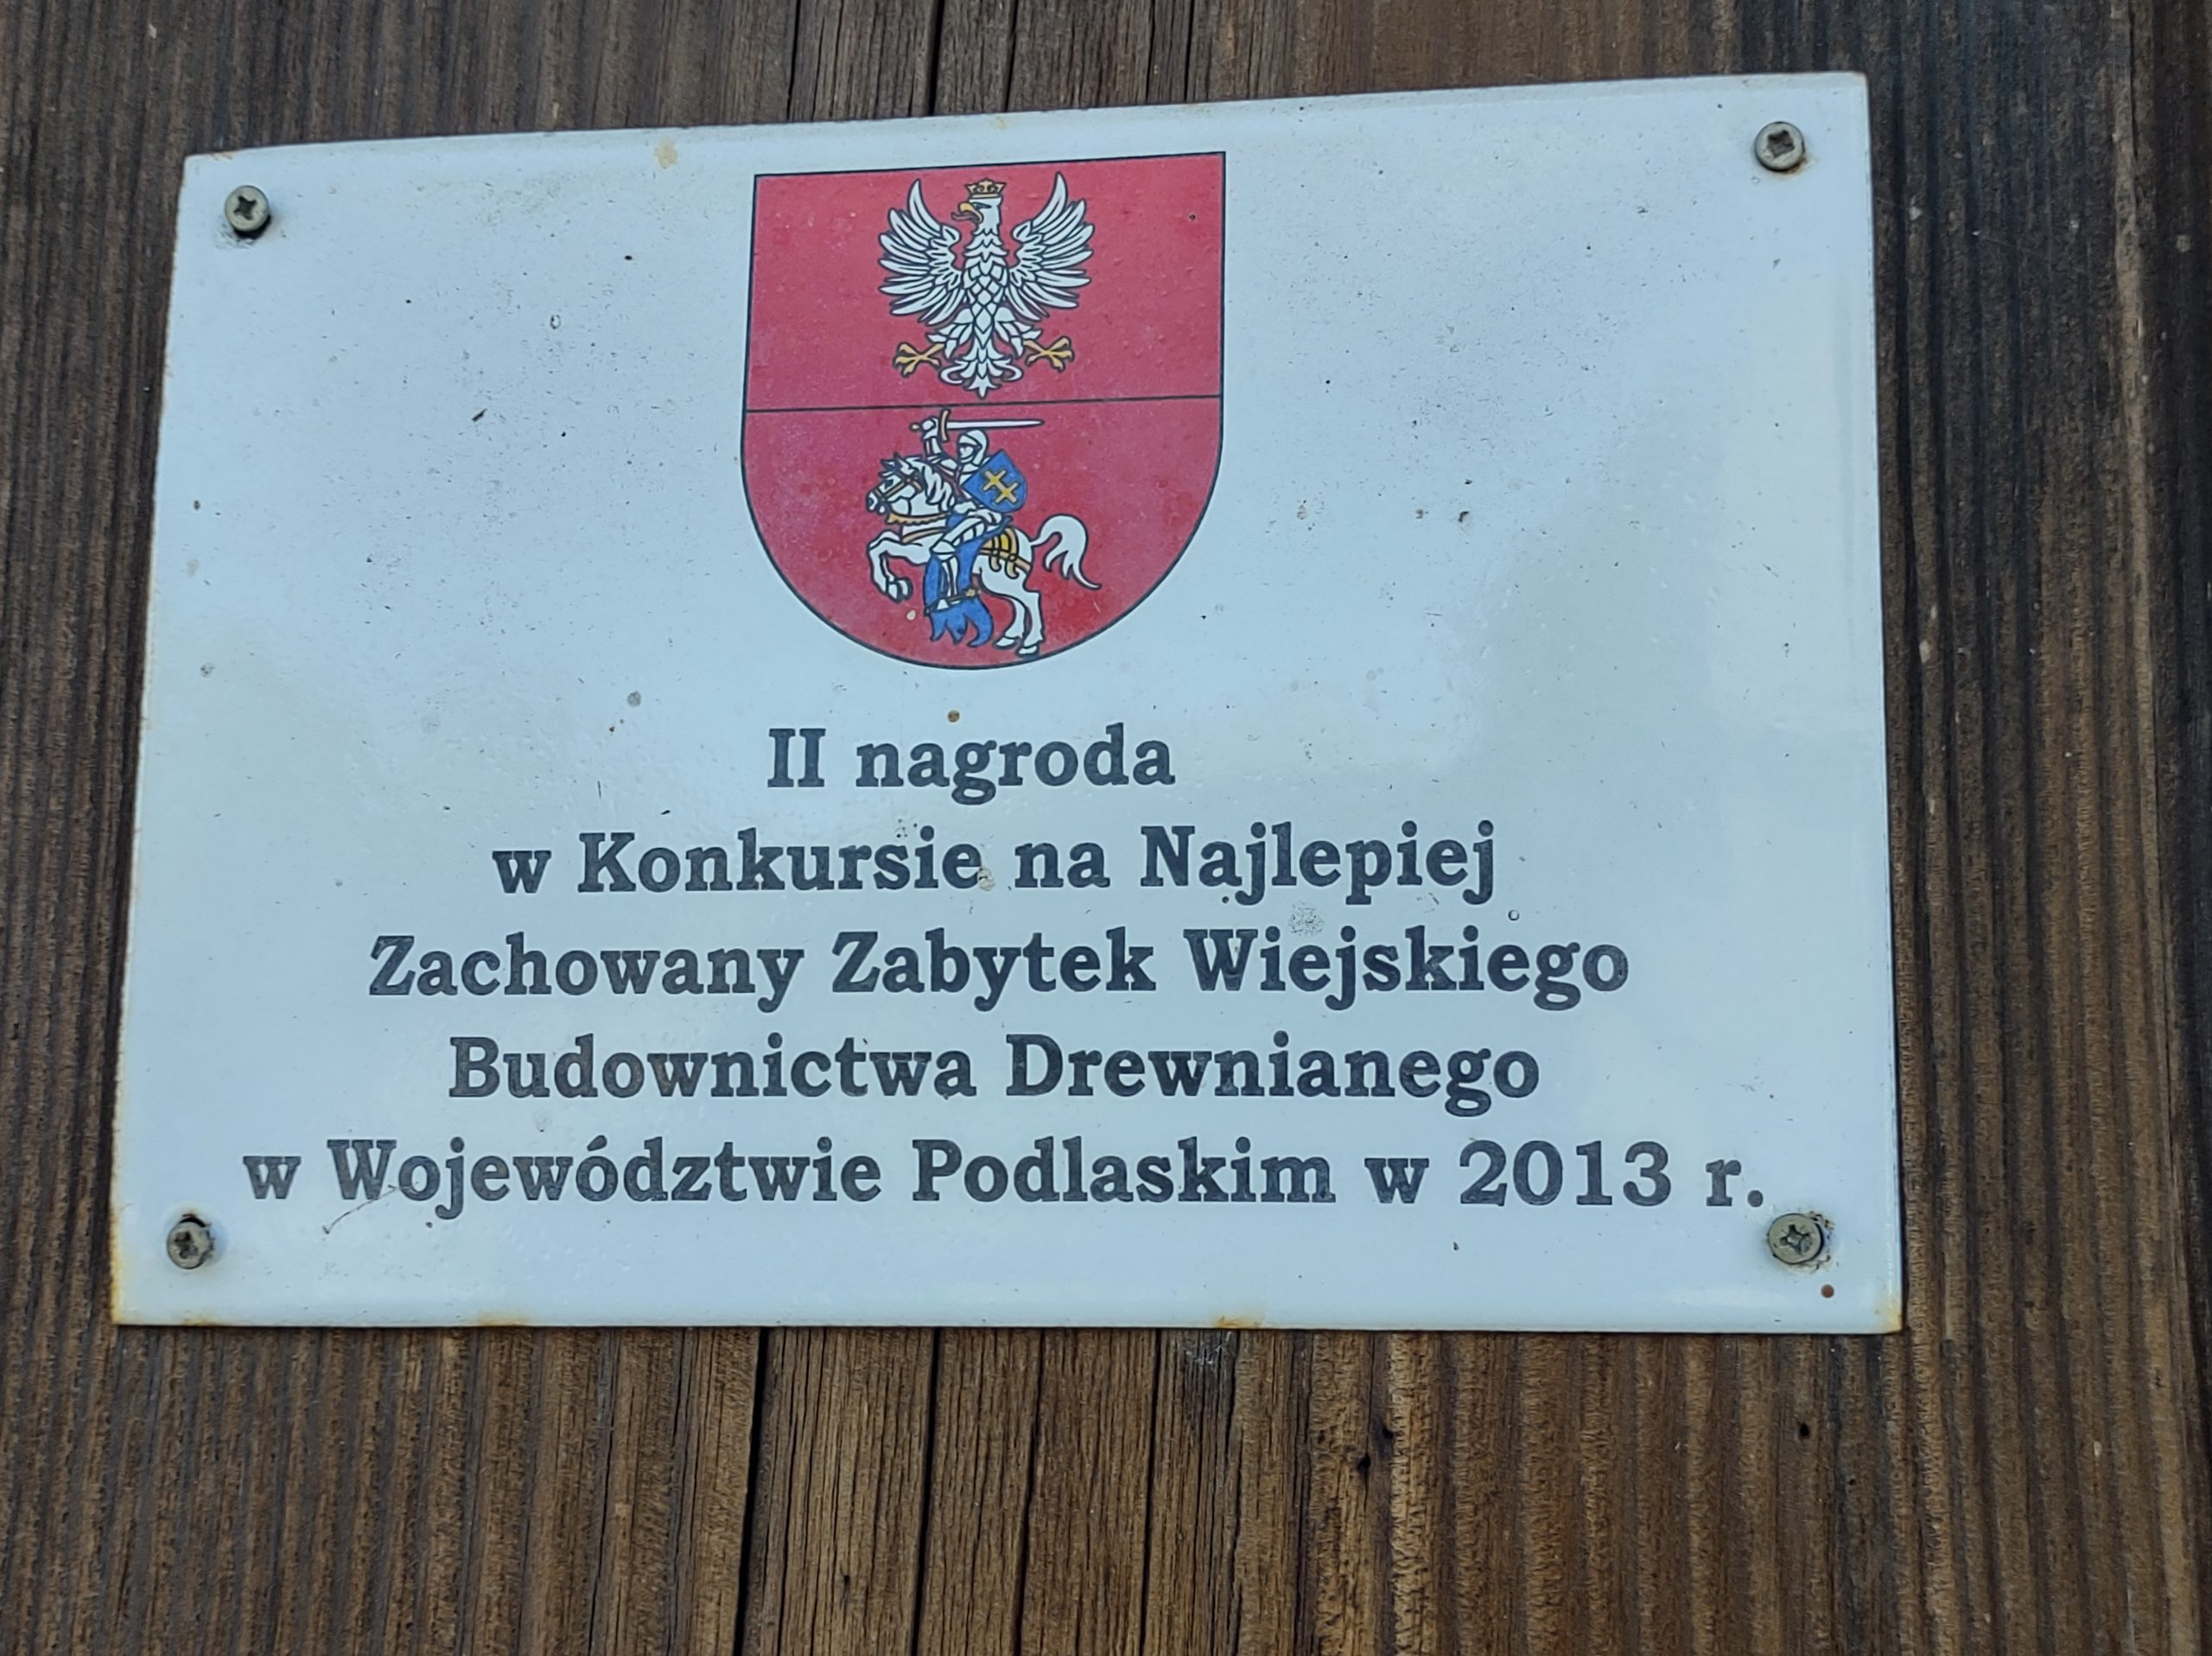 II nagroda
w Konkursie na Najlepiej
Zachowany Zabytek Wiejskiego
Budownictwa Drewnianego
w Województwie Podlaskim w 2013 r.